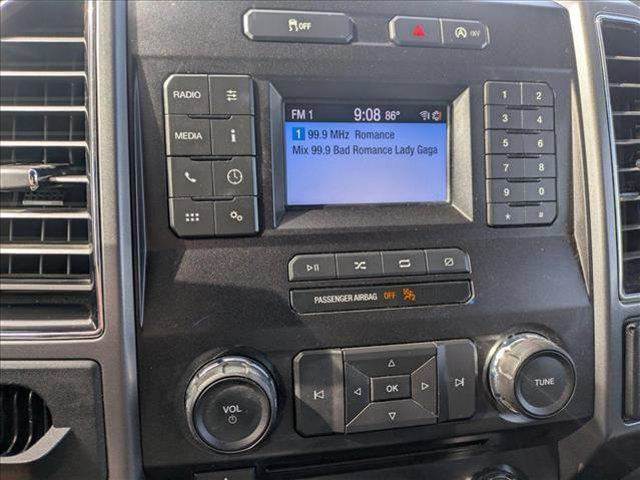 OFF
OFF
RADIO
MEDIA
FM 1 9:08 86°
1 99.9 MHz Romance
Mix 99.9 Bad Romance Lady Gaga
1 2
3 4
5 6
7 8
9 0
* #
PASSENGER AIRBAG OFF
VOL
OK
TUNE